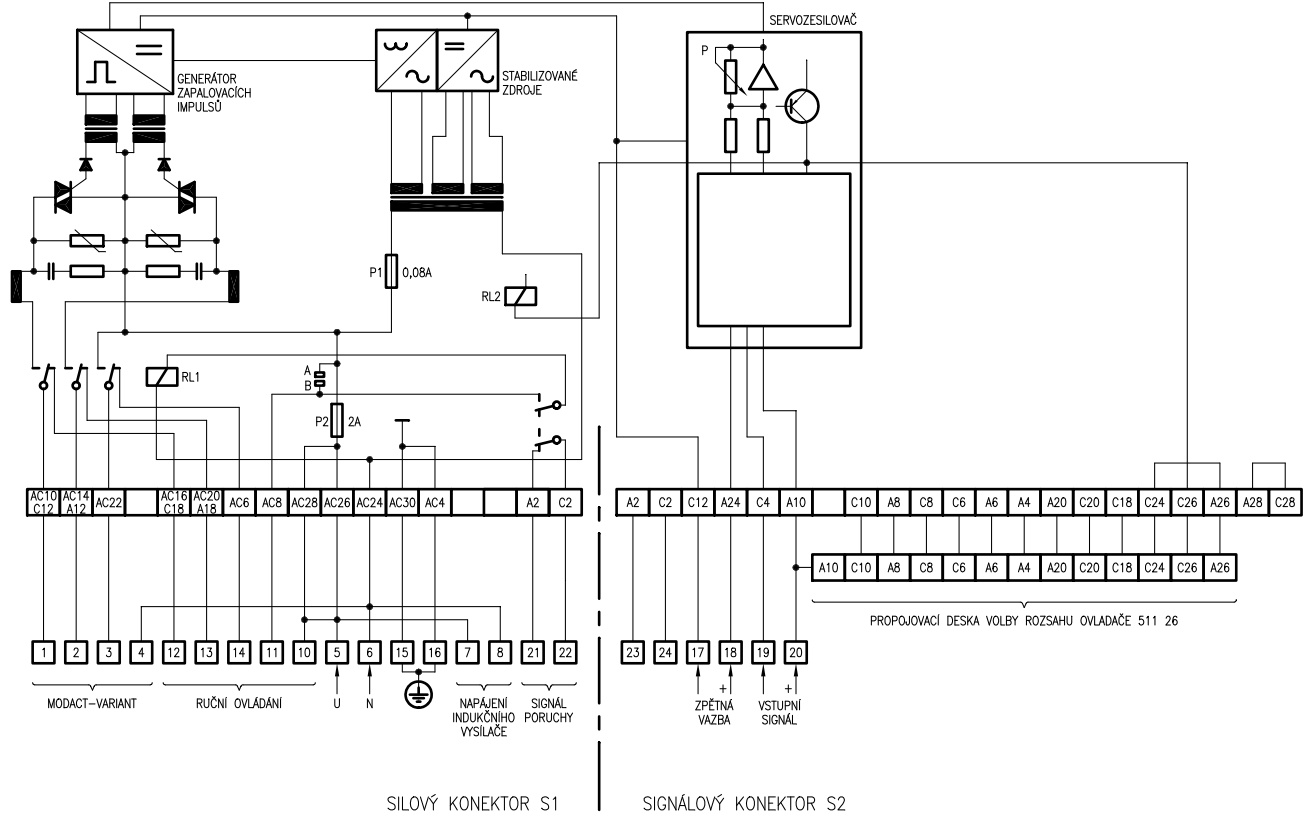 SERVOZESILOVAČ
P
GENERÁTOR
ZAPALOVACÍCH
IMPULSŮ
STABILIZOVANÉ
ZDROJE
P1 0,08A
RL2
RL1
A
B
P2 2A
AC10 C12 AC14 A12 AC22 AC16 C18 AC20 A18 AC6 AC8 AC28 AC26 AC24 AC30 AC4 A2 C2
A2 C2 C12 A24 C4 A10 C10 A8 C8 C6 A6 A4 A20 C20 C18 C24 C26 A26 A28 C28
A10 C10 A8 C8 C6 A6 A4 A20 C20 C18 C24 C26 A26
PROPOJOVACÍ DESKA VOLBY ROZSAHU OVLADAČE 511 26
1 2 3 4 12 13 14 11 10 5 6 15 16 7 8 21 22
23 24 17 18 19 20
+ +
MODACT-VARIANT
RUČNÍ OVLÁDÁNÍ
U
N
NAPÁJENÍ
INDUKČNÍHO
VYSÍLAČE
SIGNÁL
PORUCHY
ZPĚTNÁ
VAZBA
VSTUPNÍ
SIGNÁL
SILOVÝ KONEKTOR S1
SIGNÁLOVÝ KONEKTOR S2